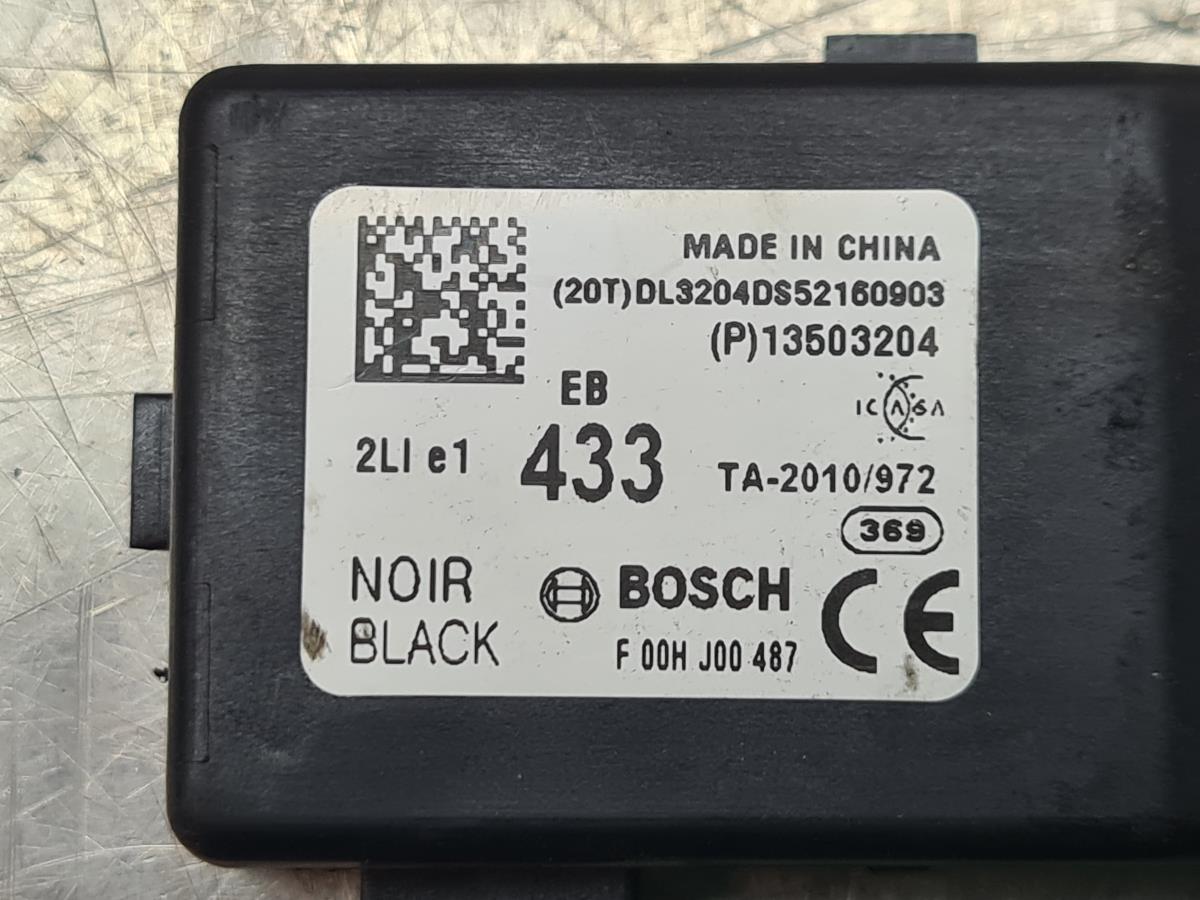 MADE IN CHINA
(20T)DL3204DS52160903
(P)13503204
EB
ICASA
2LI e1
433
TA-2010/972
369
NOIR
BLACK
BOSCH
F 00H J00 487
CE